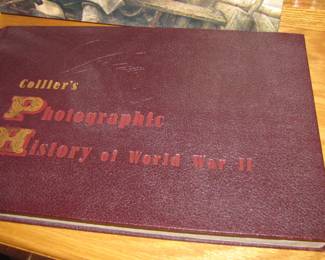 Collier's
Photographic
History of World War II